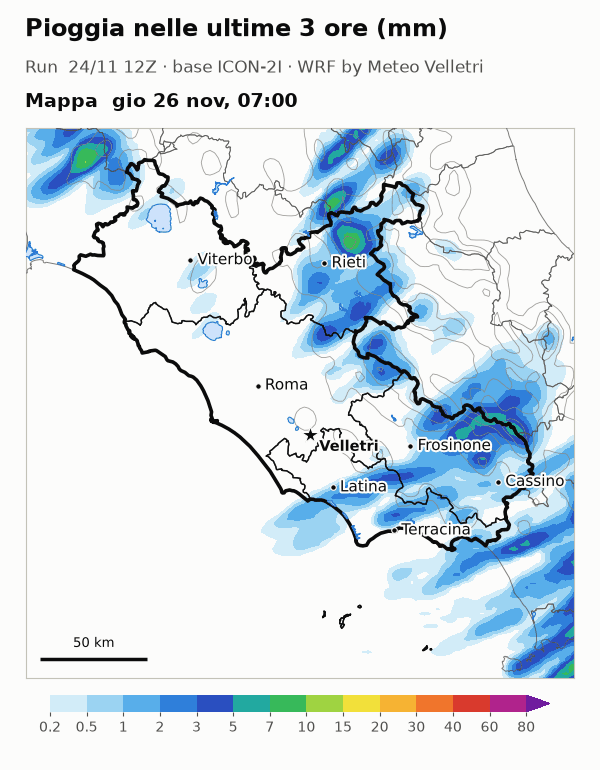 Pioggia nelle ultime 3 ore (mm)
Run  24/11 12Z · base ICON-2I · WRF by Meteo Velletri
Mappa  gio 26 nov, 07:00
Viterbo
Rieti
Roma
Velletri
Frosinone
Latina
Cassino
Terracina
50 km
0.2 0.5 1 2 3 5 7 10 15 20 30 40 60 80